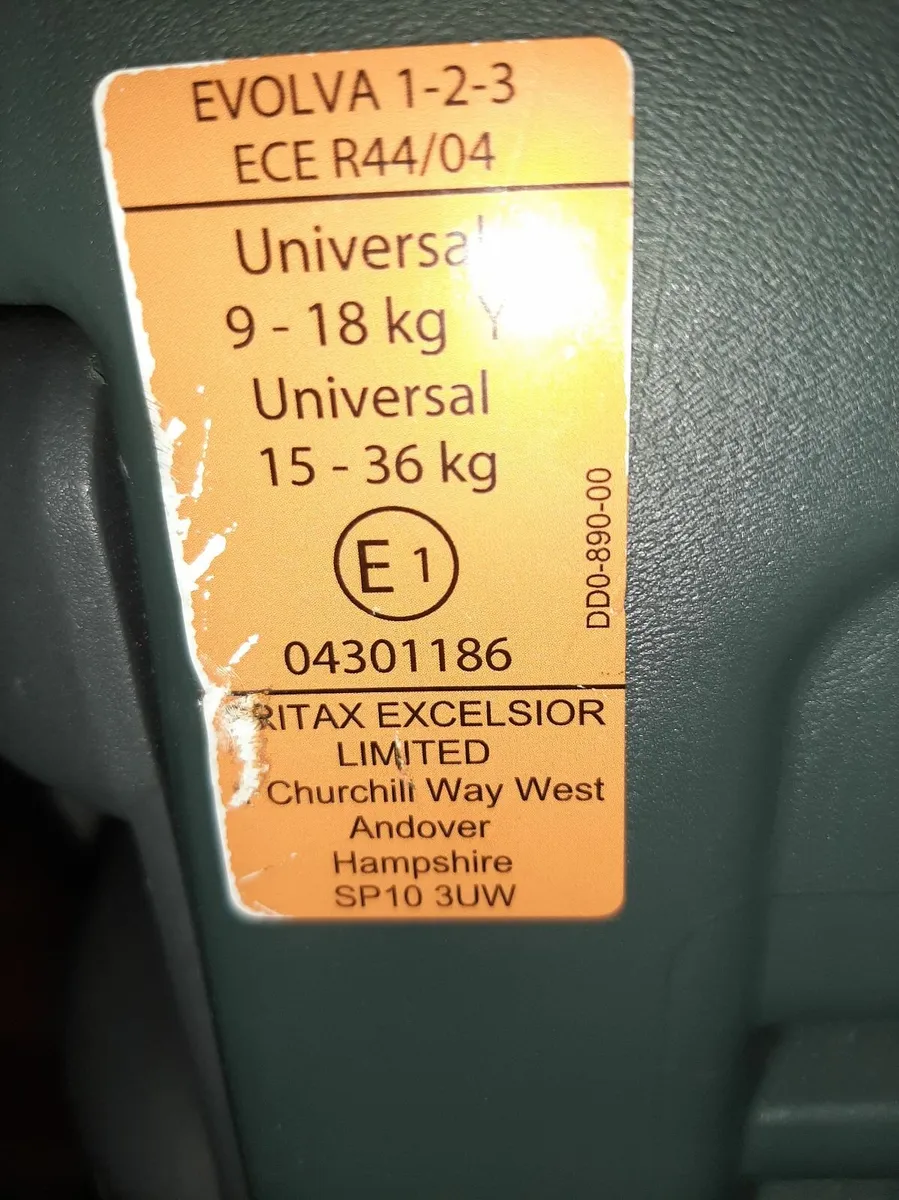 EVOLVA 1-2-3
ECE R44/04
Universal
9 - 18 kg Y
Universal
15 - 36 kg
E 1
DD0-890-00
04301186
RITAX EXCELSIOR
LIMITED
Churchill Way West
Andover
Hampshire
SP10 3UW